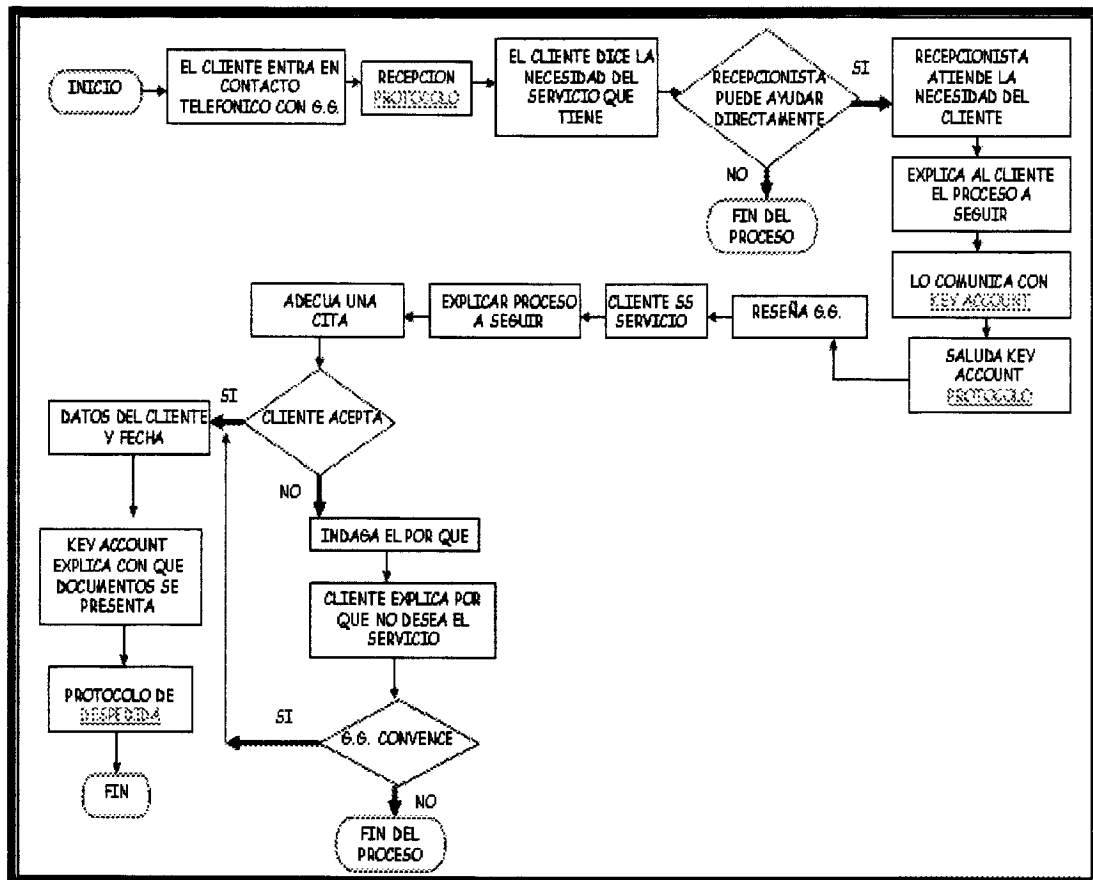 INICIO
EL CLIENTE ENTRA EN
CONTACTO
TELEFONICO CON G.G.
RECEPCION
PROTOCOLO
EL CLIENTE DICE LA
NECESIDAD DEL
SERVICIO QUE
TIENE
RECEPCIONISTA
PUEDE AYUDAR
DIRECTAMENTE
SI
NO
FIN DEL
PROCESO
RECEPCIONISTA
ATIENDE LA
NECESIDAD DEL
CLIENTE
EXPLICA AL CLIENTE
EL PROCESO A
SEGUIR
LO COMUNICA CON
KEY ACCOUNT
SALUDA KEY
ACCOUNT
PROTOCOLO
RESEÑA G.G.
CLIENTE SS
SERVICIO
EXPLICAR PROCESO
A SEGUIR
ADECUA UNA
CITA
CLIENTE ACEPTA
SI
DATOS DEL CLIENTE
Y FECHA
KEY ACCOUNT
EXPLICA CON QUE
DOCUMENTOS SE
PRESENTA
PROTOCOLO DE
DESPEDIDA
FIN
NO
INDAGA EL POR QUE
CLIENTE EXPLICA POR
QUE NO DESEA EL
SERVICIO
G.G. CONVENCE
SI
NO
FIN DEL
PROCESO